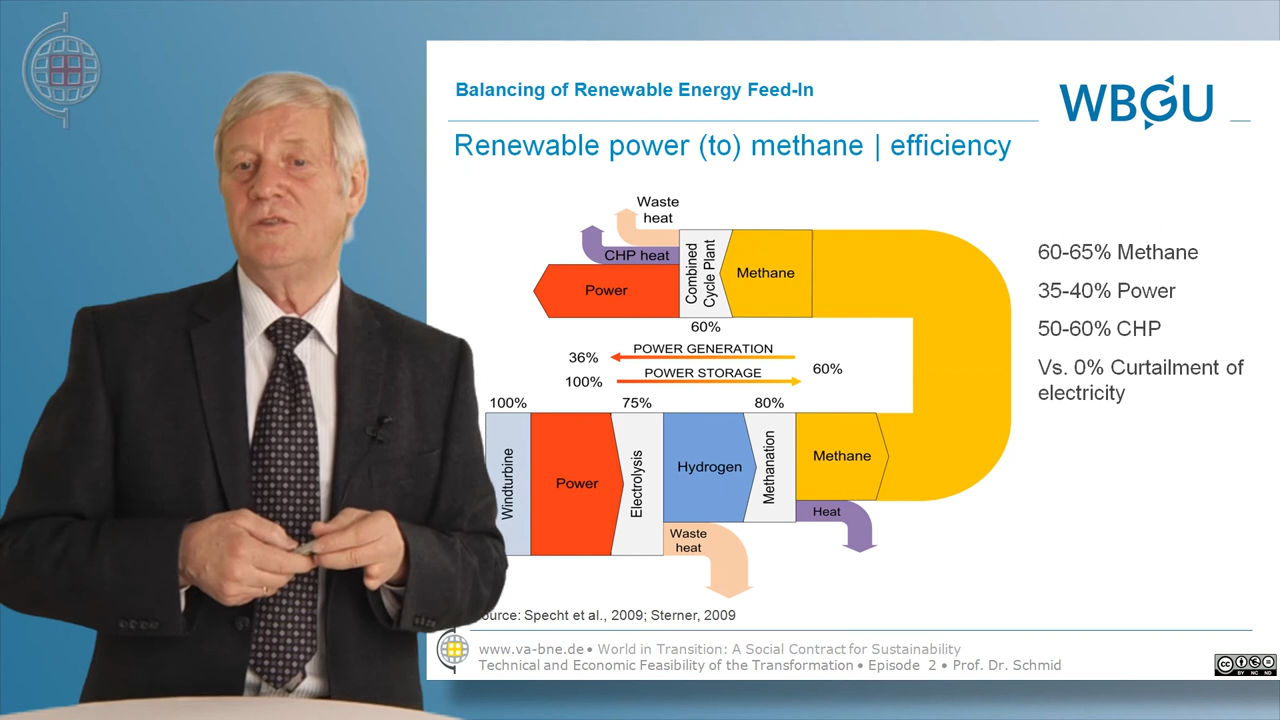 Balancing of Renewable Energy Feed-In
WBGU
Renewable power (to) methane | efficiency
Waste
heat
CHP heat
Power
Combined
Cycle Plant
Methane
60%
POWER GENERATION
36%
POWER STORAGE
100%
60%
100%
75%
80%
Windturbine
Power
Electrolysis
Hydrogen
Methanation
Methane
Waste
heat
Heat
60-65% Methane
35-40% Power
50-60% CHP
Vs. 0% Curtailment of
electricity
ource: Specht et al., 2009; Sterner, 2009
www.va-bne.de • World in Transition: A Social Contract for Sustainability
Technical and Economic Feasibility of the Transformation • Episode 2 • Prof. Dr. Schmid
cc
BY NC ND